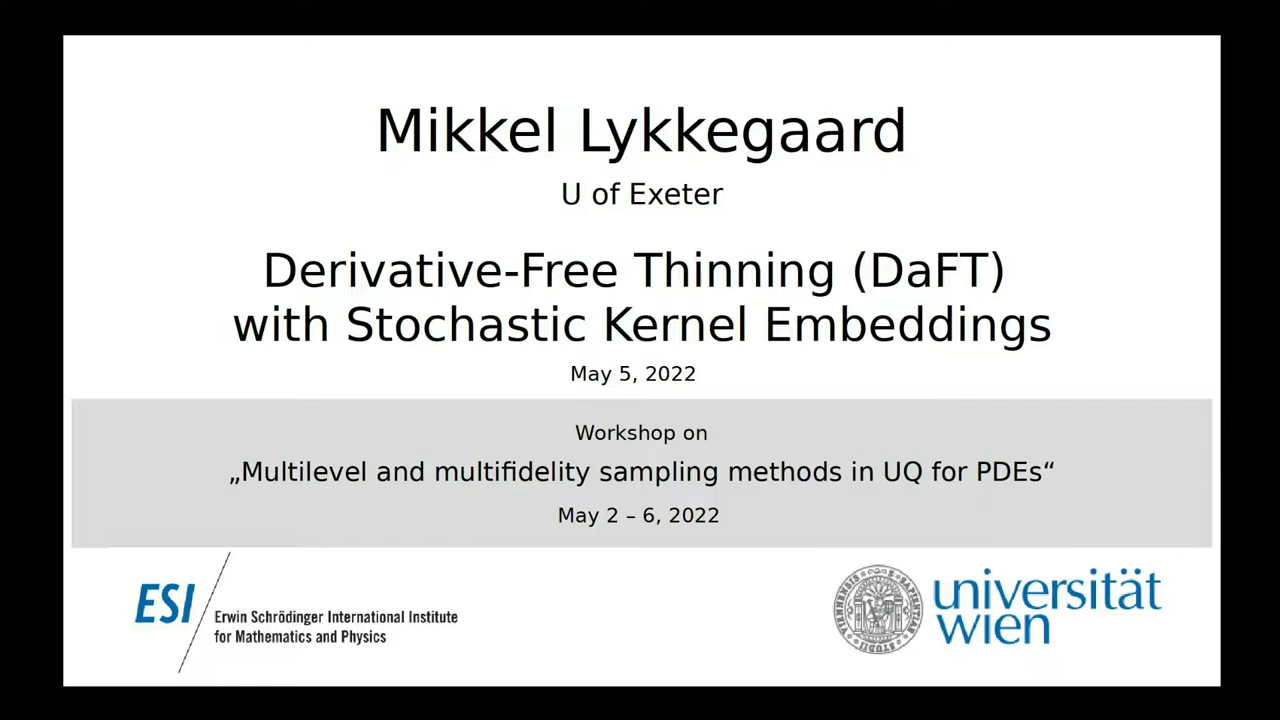 Mikkel Lykkegaard
U of Exeter
Derivative-Free Thinning (DaFT)
with Stochastic Kernel Embeddings
May 5, 2022
Workshop on
„Multilevel and multifidelity sampling methods in UQ for PDEs“
May 2 – 6, 2022
ESI
Erwin Schrödinger International Institute
for Mathematics and Physics
universität
wien